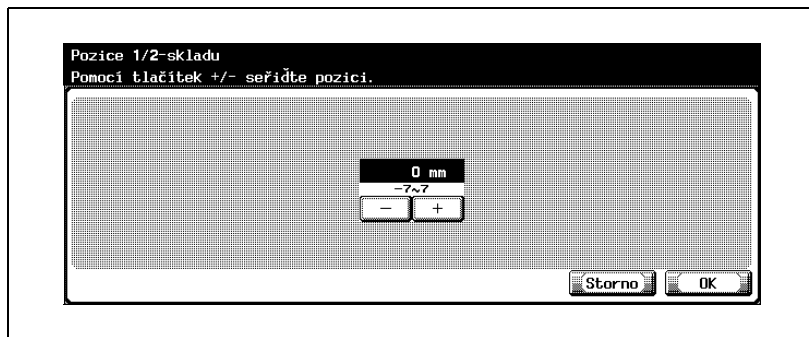 Pozice 1/2-skladu
Pomocí tlačítek +/- seřiďte pozici.
0 mm
-7~7
- +
Storno OK